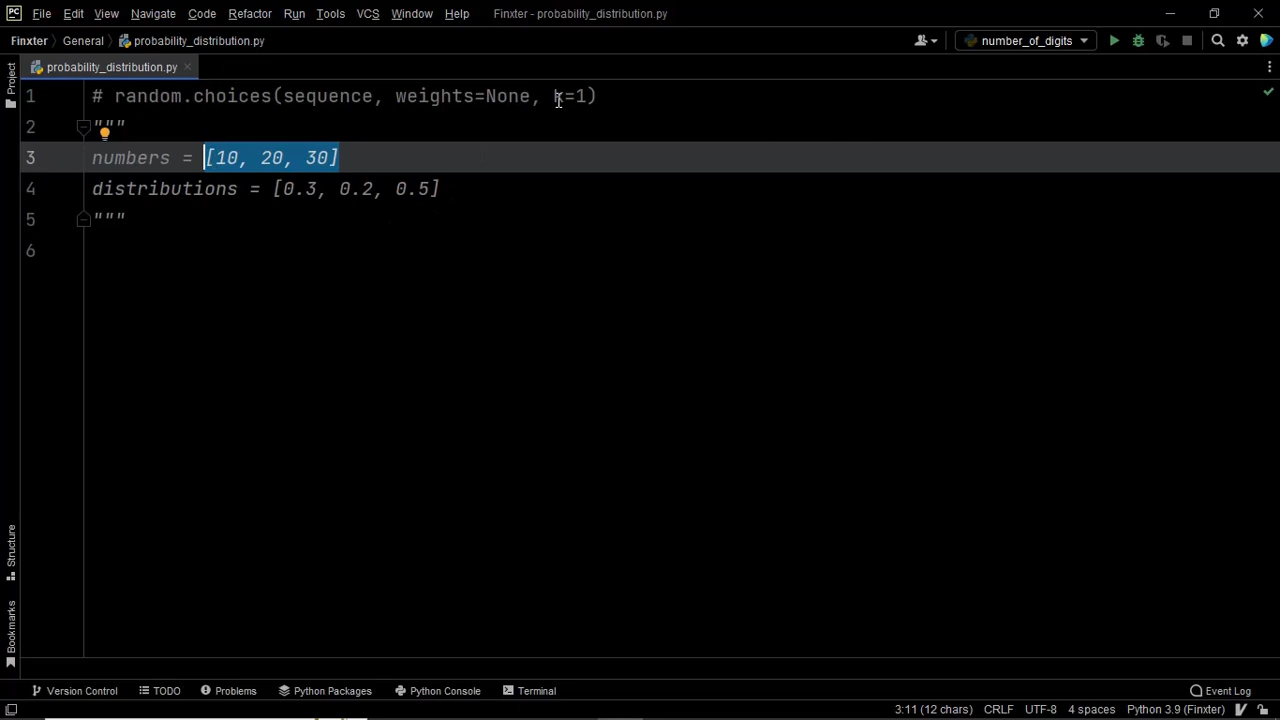 PC File Edit View Navigate Code Refactor Run Tools VCS Window Help Finxter - probability_distribution.py
Finxter General probability_distribution.py number_of_digits
Project probability_distribution.py
1 # random.choices(sequence, weights=None, k=1)
2 """
3 numbers = [10, 20, 30]
4 distributions = [0.3, 0.2, 0.5]
5 """
6
Structure
Bookmarks
Version Control TODO Problems Python Packages Python Console Terminal Event Log
3:11 (12 chars) CRLF UTF-8 4 spaces Python 3.9 (Finxter)